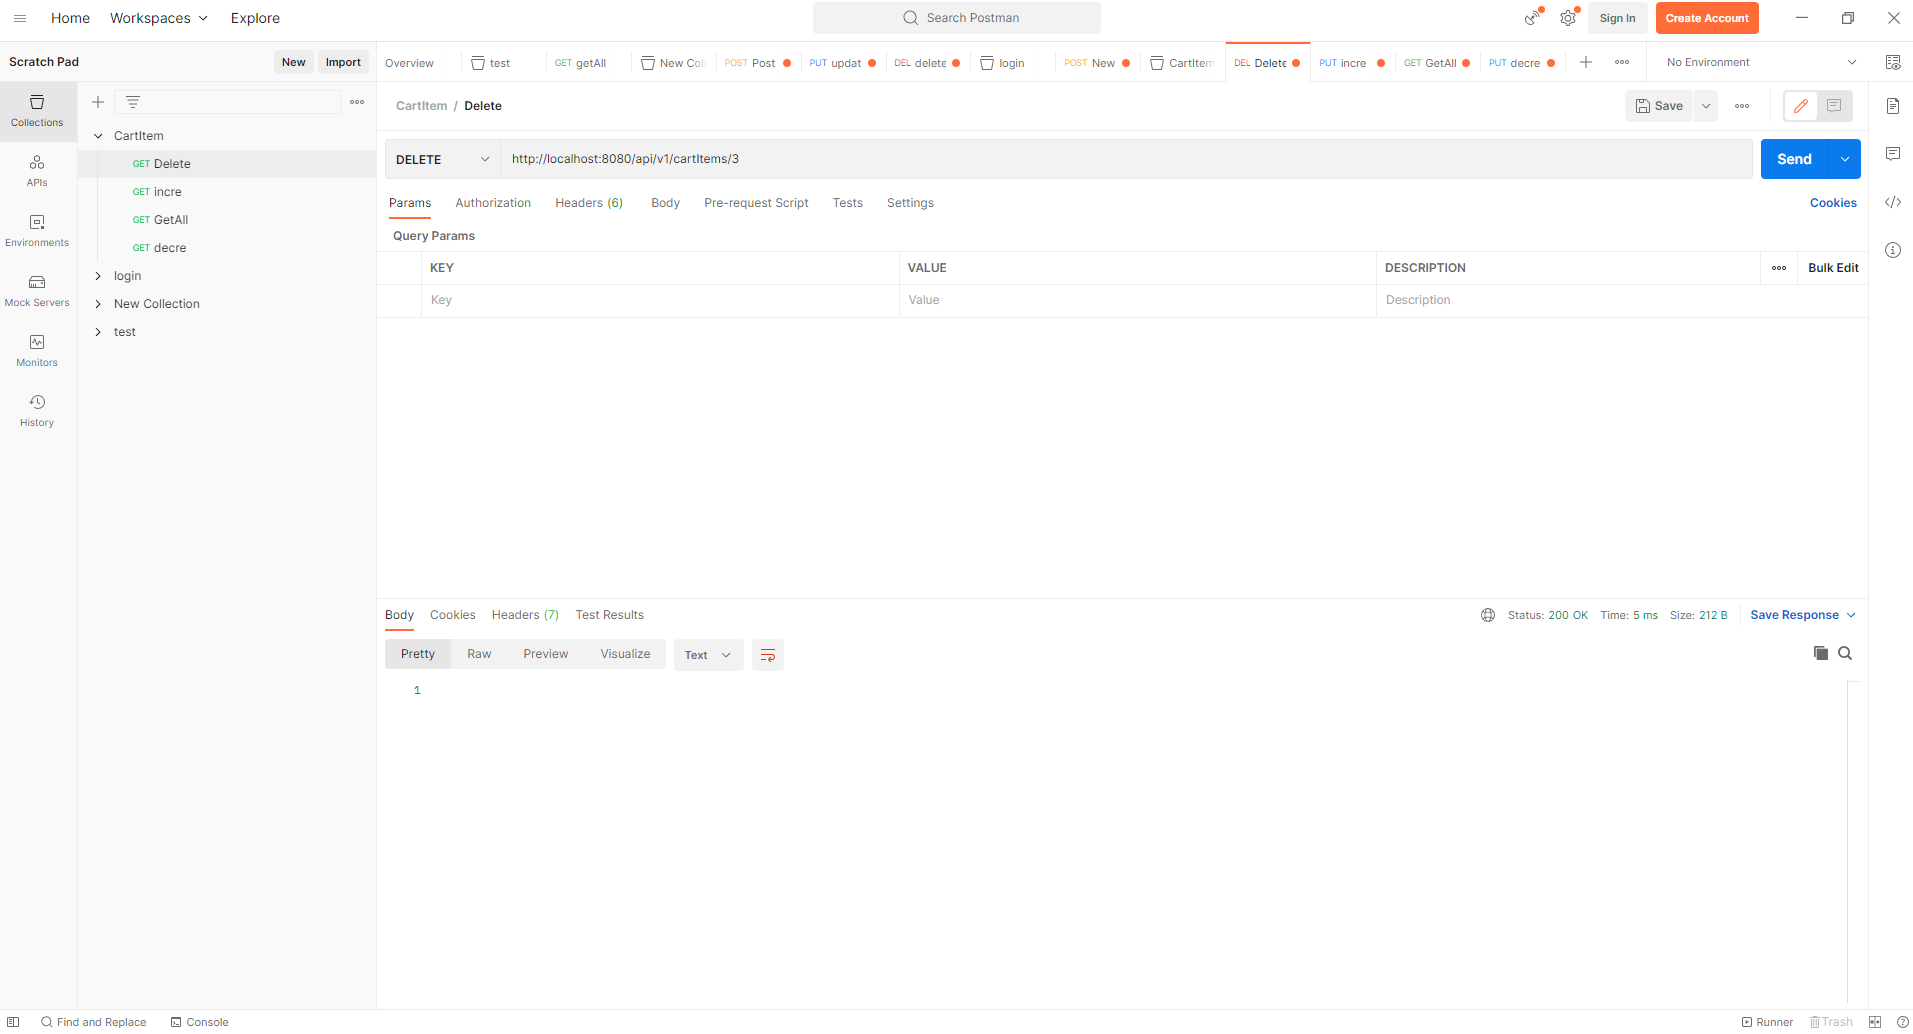 Home Workspaces Explore Search Postman Sign In Create Account
Scratch Pad New Import Overview test GET getAll New Col POST Post PUT updat DEL delete login POST New CartItem DEL Delete PUT incre GET GetAll PUT decre No Environment
CartItem / Delete Save
Collections
CartItem
GET Delete DELETE http://localhost:8080/api/v1/cartItems/3 Send
APIs
GET incre Params Authorization Headers (6) Body Pre-request Script Tests Settings Cookies
GET GetAll
Environments
Query Params
GET decre
KEY VALUE DESCRIPTION Bulk Edit
login
Mock Servers
New Collection Key Value Description
test
Monitors
History
Body Cookies Headers (7) Test Results Status: 200 OK Time: 5 ms Size: 212 B Save Response
Pretty Raw Preview Visualize Text
1
Find and Replace Console Runner Trash